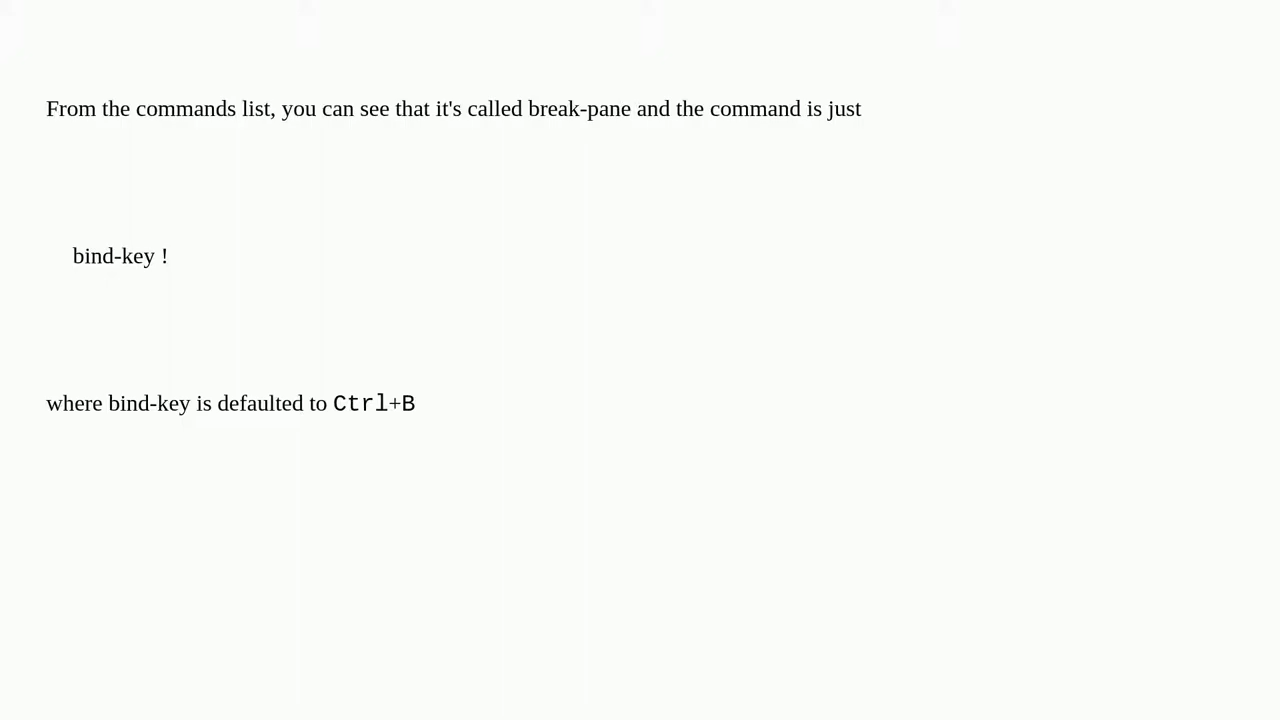 From the commands list, you can see that it's called break-pane and the command is just
bind-key !
where bind-key is defaulted to Ctrl+B